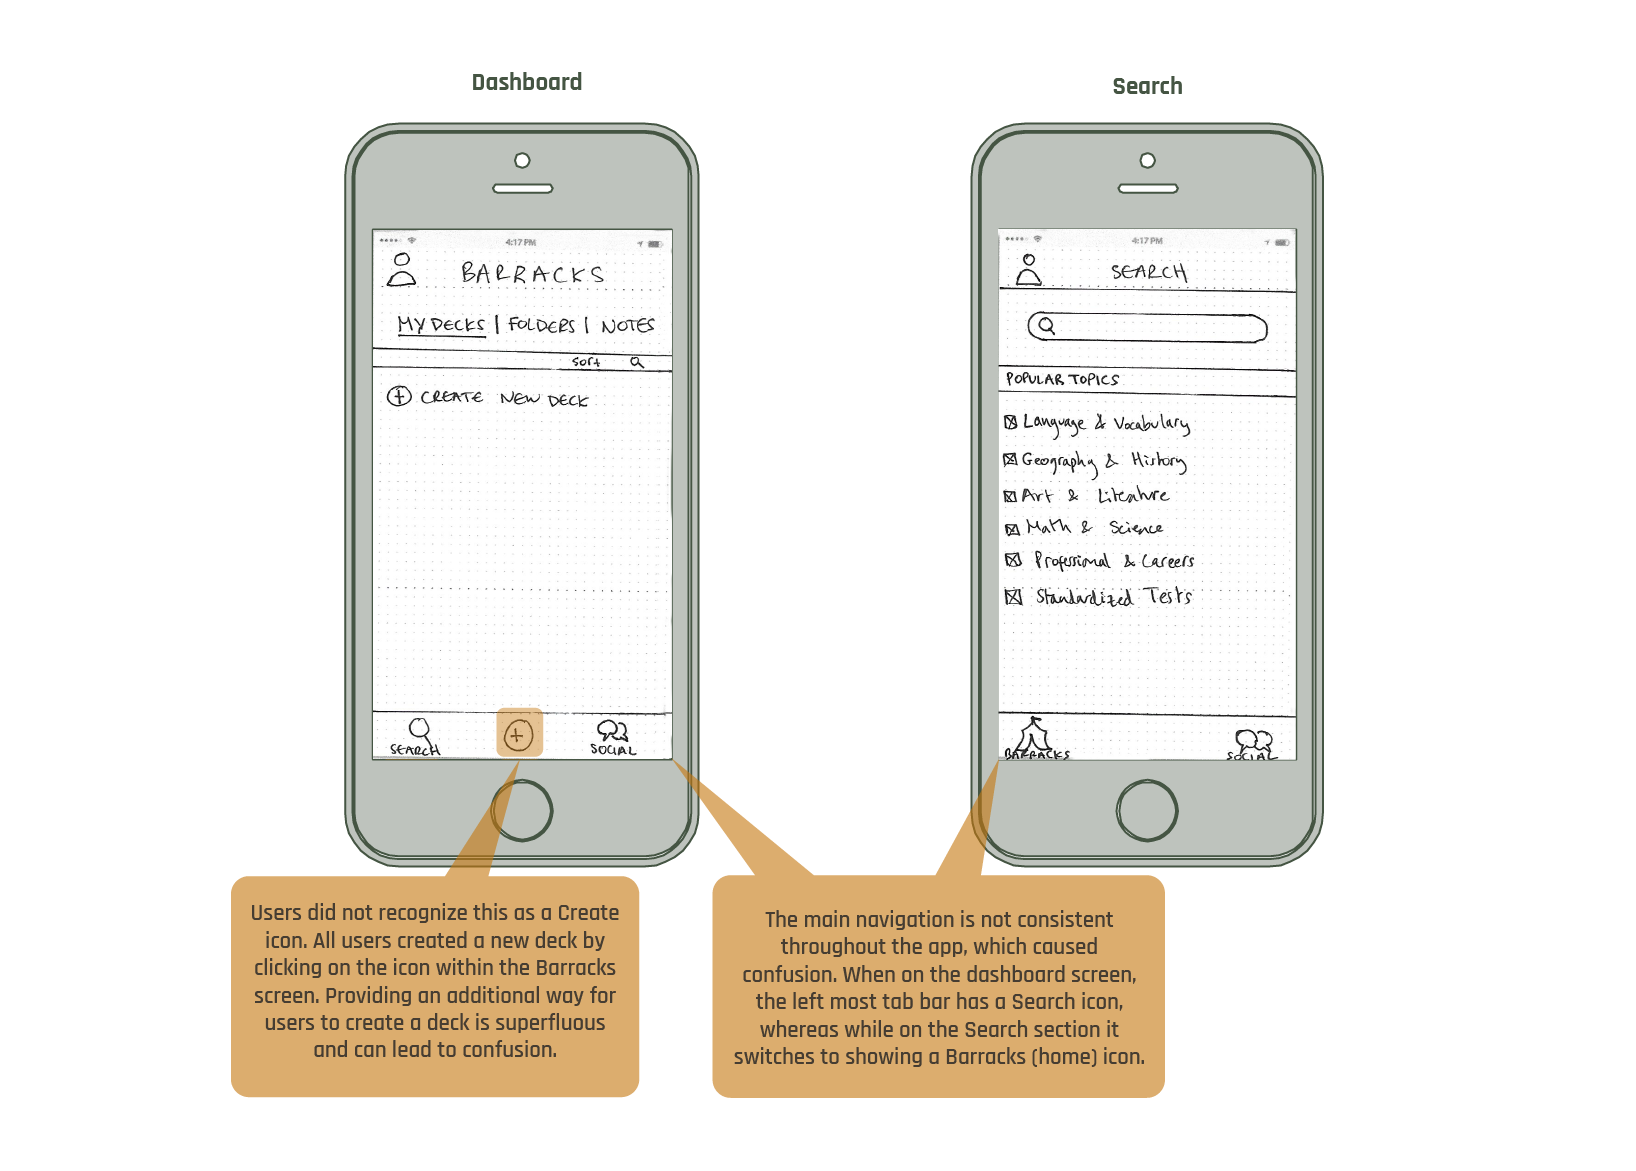 Dashboard
4:17 PM
BARRACKS
MY DECKS | FOLDERS | NOTES
SORT
CREATE NEW DECK
SEARCH
SOCIAL
Users did not recognize this as a Create
icon. All users created a new deck by
clicking on the icon within the Barracks
screen. Providing an additional way for
users to create a deck is superfluous
and can lead to confusion.
Search
4:17 PM
SEARCH
POPULAR TOPICS
Language & Vocabulary
Geography & History
Art & Literature
Math & Science
Professional & Careers
Standardized Tests
BARRACKS
SOCIAL
The main navigation is not consistent
throughout the app, which caused
confusion. When on the dashboard screen,
the left most tab bar has a Search icon,
whereas while on the Search section it
switches to showing a Barracks (home) icon.